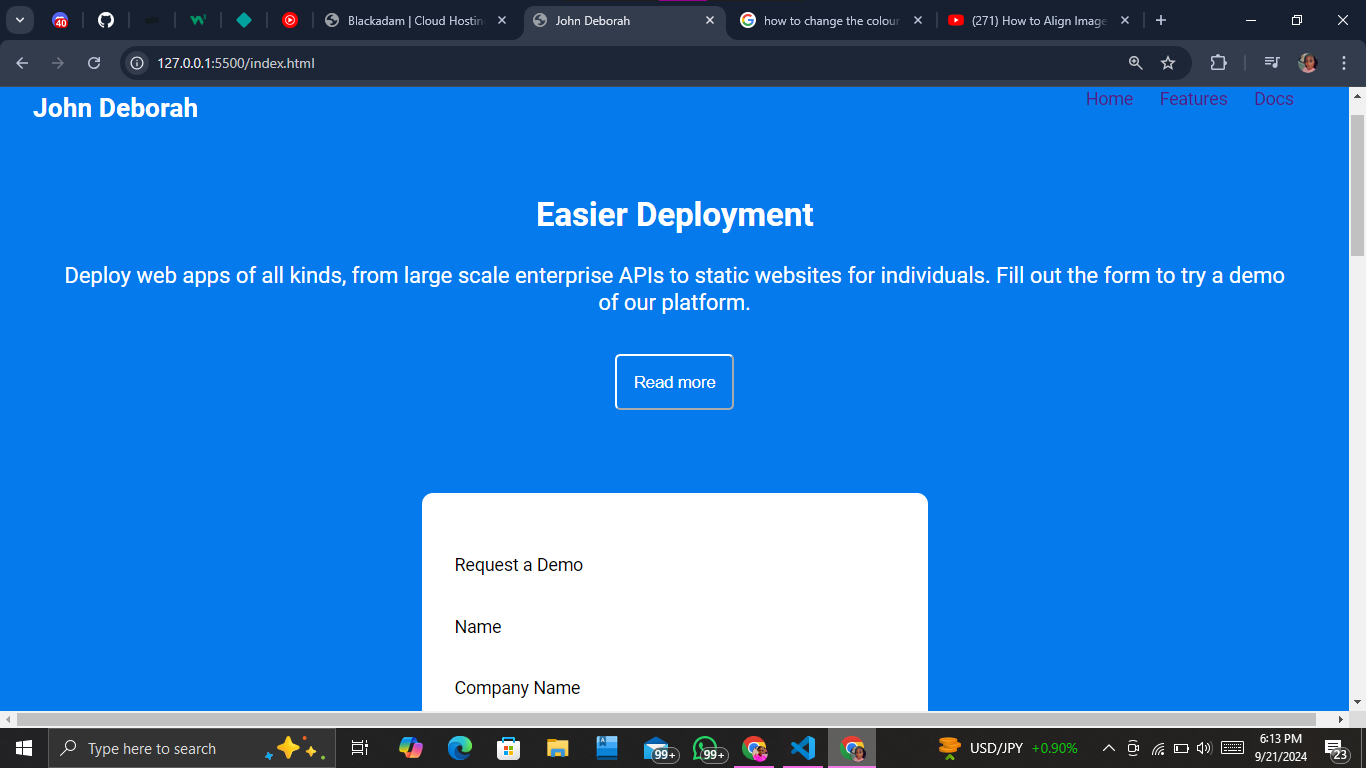 40
Blackadam | Cloud Hostin
John Deborah
how to change the colour
(271) How to Align Image
127.0.0.1:5500/index.html
John Deborah
Home
Features
Docs
Easier Deployment
Deploy web apps of all kinds, from large scale enterprise APIs to static websites for individuals. Fill out the form to try a demo
of our platform.
Read more
Request a Demo
Name
Company Name
Type here to search
99+
99+
USD/JPY +0.90%
6:13 PM
9/21/2024
23